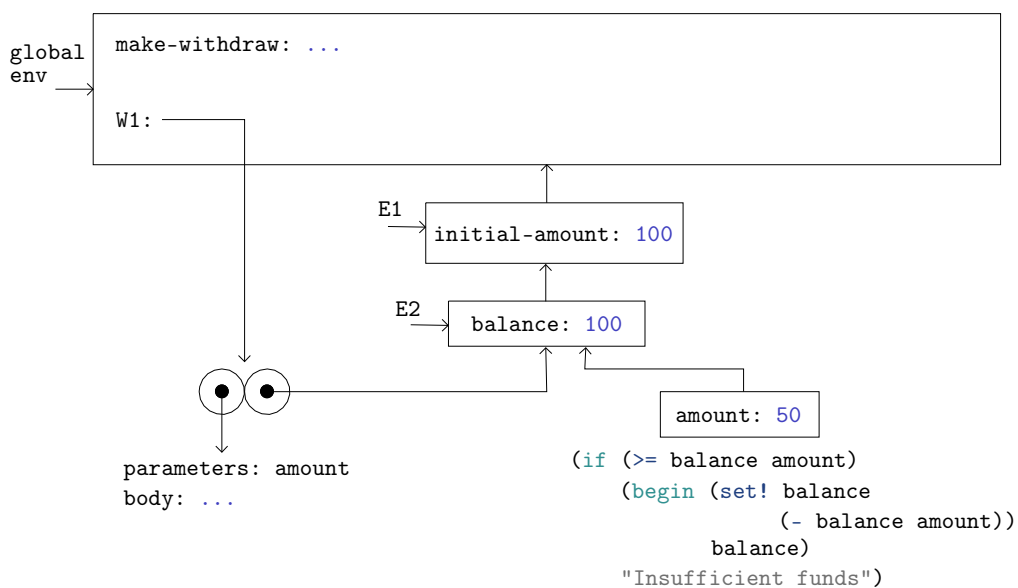 make-withdraw: ...
global
env
W1:
E1
initial-amount: 100
E2
balance: 100
amount: 50
parameters: amount
body: ...
(if (>= balance amount)
(begin (set! balance
(- balance amount))
balance)
"Insufficient funds")